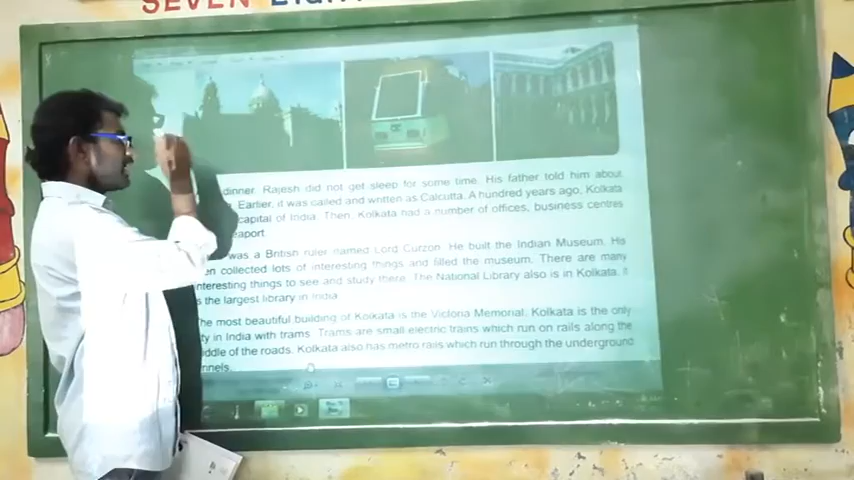 SEVEN
dinner. Rajesh did not get sleep for some time. His father told him about
Earlier, it was called and written as Calcutta. A hundred years ago, Kolkata
capital of India. Then, Kolkata had a number of offices, business centres
was a British ruler named Lord Curzon. He built the Indian Museum. His
collected lots of interesting things and filled the museum. There are many
interesting things to see and study there. The National Library also is in Kolkata. It
the largest library in India
The most beautiful building of Kolkata is the Victoria Memorial. Kolkata is the only
in India with trams. Trams are small electric trains which run on rails along the
middle of the roads. Kolkata also has metro rails which run through the underground